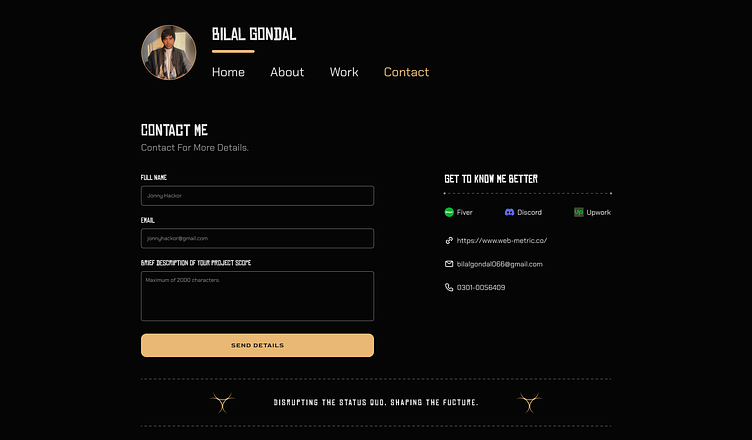 BILAL GONDAL
Home About Work Contact
CONTACT ME
Contact For More Details.
FULL NAME
Jonny Hackor
EMAIL
jonnyhackor@gmail.com
BRIEF DESCRIPTION OF YOUR PROJECT SCOPE
Maximum of 2000 characters
SEND DETAILS
GET TO KNOW ME BETTER
Fiver Discord Up Upwork
https://www.web-metric.co/
bilalgondal066@gmail.com
0301-0056409
DISRUPTING THE STATUS QUO. SHAPING THE FUCTURE.